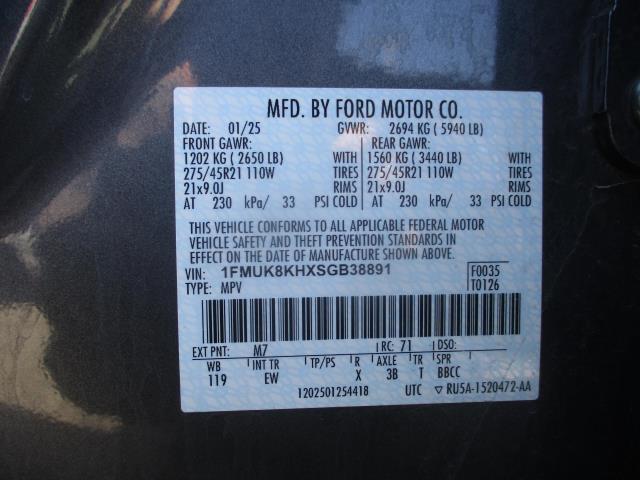 MFD. BY FORD MOTOR CO.
DATE: 01/25 GVWR: 2694 KG ( 5940 LB)
FRONT GAWR: REAR GAWR:
1202 KG ( 2650 LB) WITH 1560 KG ( 3440 LB) WITH
275/45R21 110W TIRES 275/45R21 110W TIRES
21x9.0J RIMS 21x9.0J RIMS
AT 230 kPa/ 33 PSI COLD AT 230 kPa/ 33 PSI COLD
THIS VEHICLE CONFORMS TO ALL APPLICABLE FEDERAL MOTOR
VEHICLE SAFETY AND THEFT PREVENTION STANDARDS IN
EFFECT ON THE DATE OF MANUFACTURE SHOWN ABOVE.
VIN: 1FMUK8KHXSGB38891 F0035
TYPE: MPV T0126
EXT PNT: M7 RC: 71 DSO:
WB INT TR TP/PS R AXLE TR SPR
119 EW X 3B T BBCC
1202501254418 UTC ▽ RU5A-1520472-AA